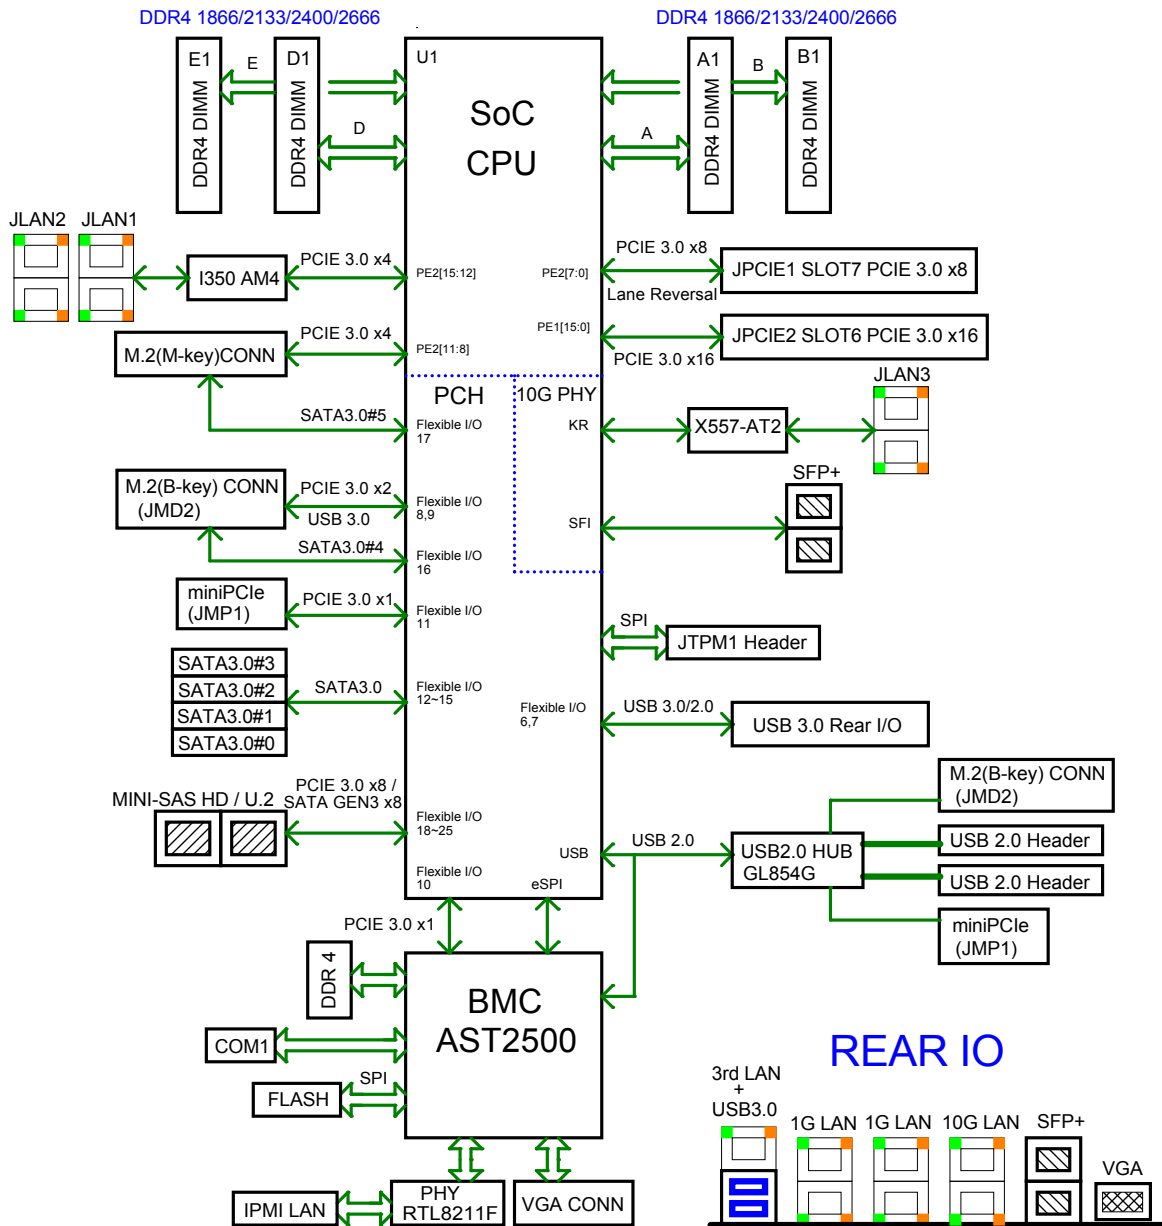 DDR4 1866/2133/2400/2666
DDR4 1866/2133/2400/2666
E1
DDR4 DIMM
E
D1
DDR4 DIMM
D
U1
SoC
CPU
A1
DDR4 DIMM
A
B
B1
DDR4 DIMM
JLAN2
JLAN1
I350 AM4
PCIE 3.0 x4
PE2[15:12]
PE2[7:0]
PCIE 3.0 x8
Lane Reversal
JPCIE1 SLOT7 PCIE 3.0 x8
M.2(M-key)CONN
PCIE 3.0 x4
PE2[11:8]
PE1[15:0]
PCIE 3.0 x16
JPCIE2 SLOT6 PCIE 3.0 x16
SATA3.0#5
PCH
Flexible I/O
17
10G PHY
KR
X557-AT2
JLAN3
M.2(B-key) CONN
(JMD2)
PCIE 3.0 x2
USB 3.0
Flexible I/O
8,9
SFI
SFP+
SATA3.0#4
Flexible I/O
16
miniPCIe
(JMP1)
PCIE 3.0 x1
Flexible I/O
11
SPI
JTPM1 Header
SATA3.0#3
SATA3.0#2
SATA3.0#1
SATA3.0#0
SATA3.0
Flexible I/O
12~15
Flexible I/O
6,7
USB 3.0/2.0
USB 3.0 Rear I/O
MINI-SAS HD / U.2
PCIE 3.0 x8 /
SATA GEN3 x8
Flexible I/O
18~25
USB
USB 2.0
USB2.0 HUB
GL854G
M.2(B-key) CONN
(JMD2)
USB 2.0 Header
USB 2.0 Header
miniPCIe
(JMP1)
Flexible I/O
10
eSPI
PCIE 3.0 x1
DDR 4
BMC
AST2500
COM1
FLASH
SPI
IPMI LAN
PHY
RTL8211F
VGA CONN
REAR IO
3rd LAN
+
USB3.0
1G LAN
1G LAN
10G LAN
SFP+
VGA